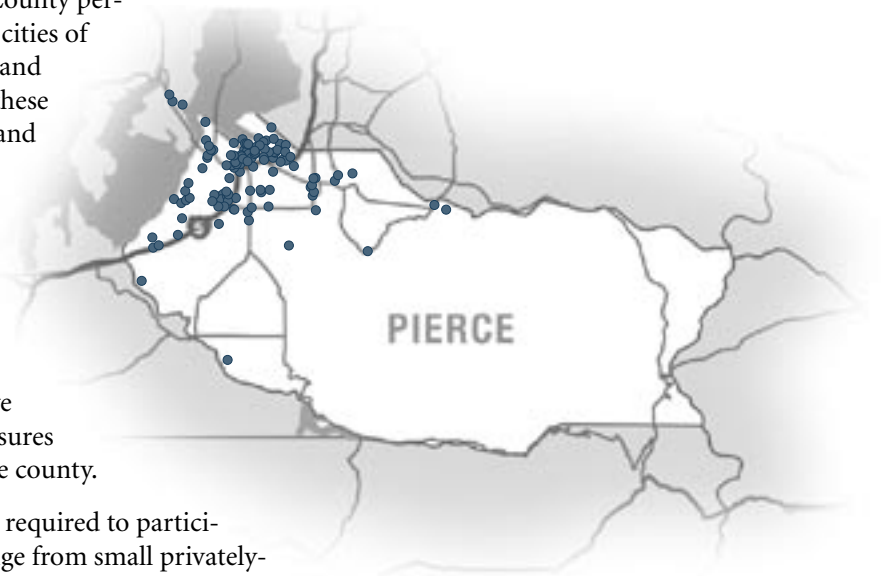 county per-
cities of
and
hese
and
PIERCE
e
sures
e county.
required to partici-
ge from small privately-